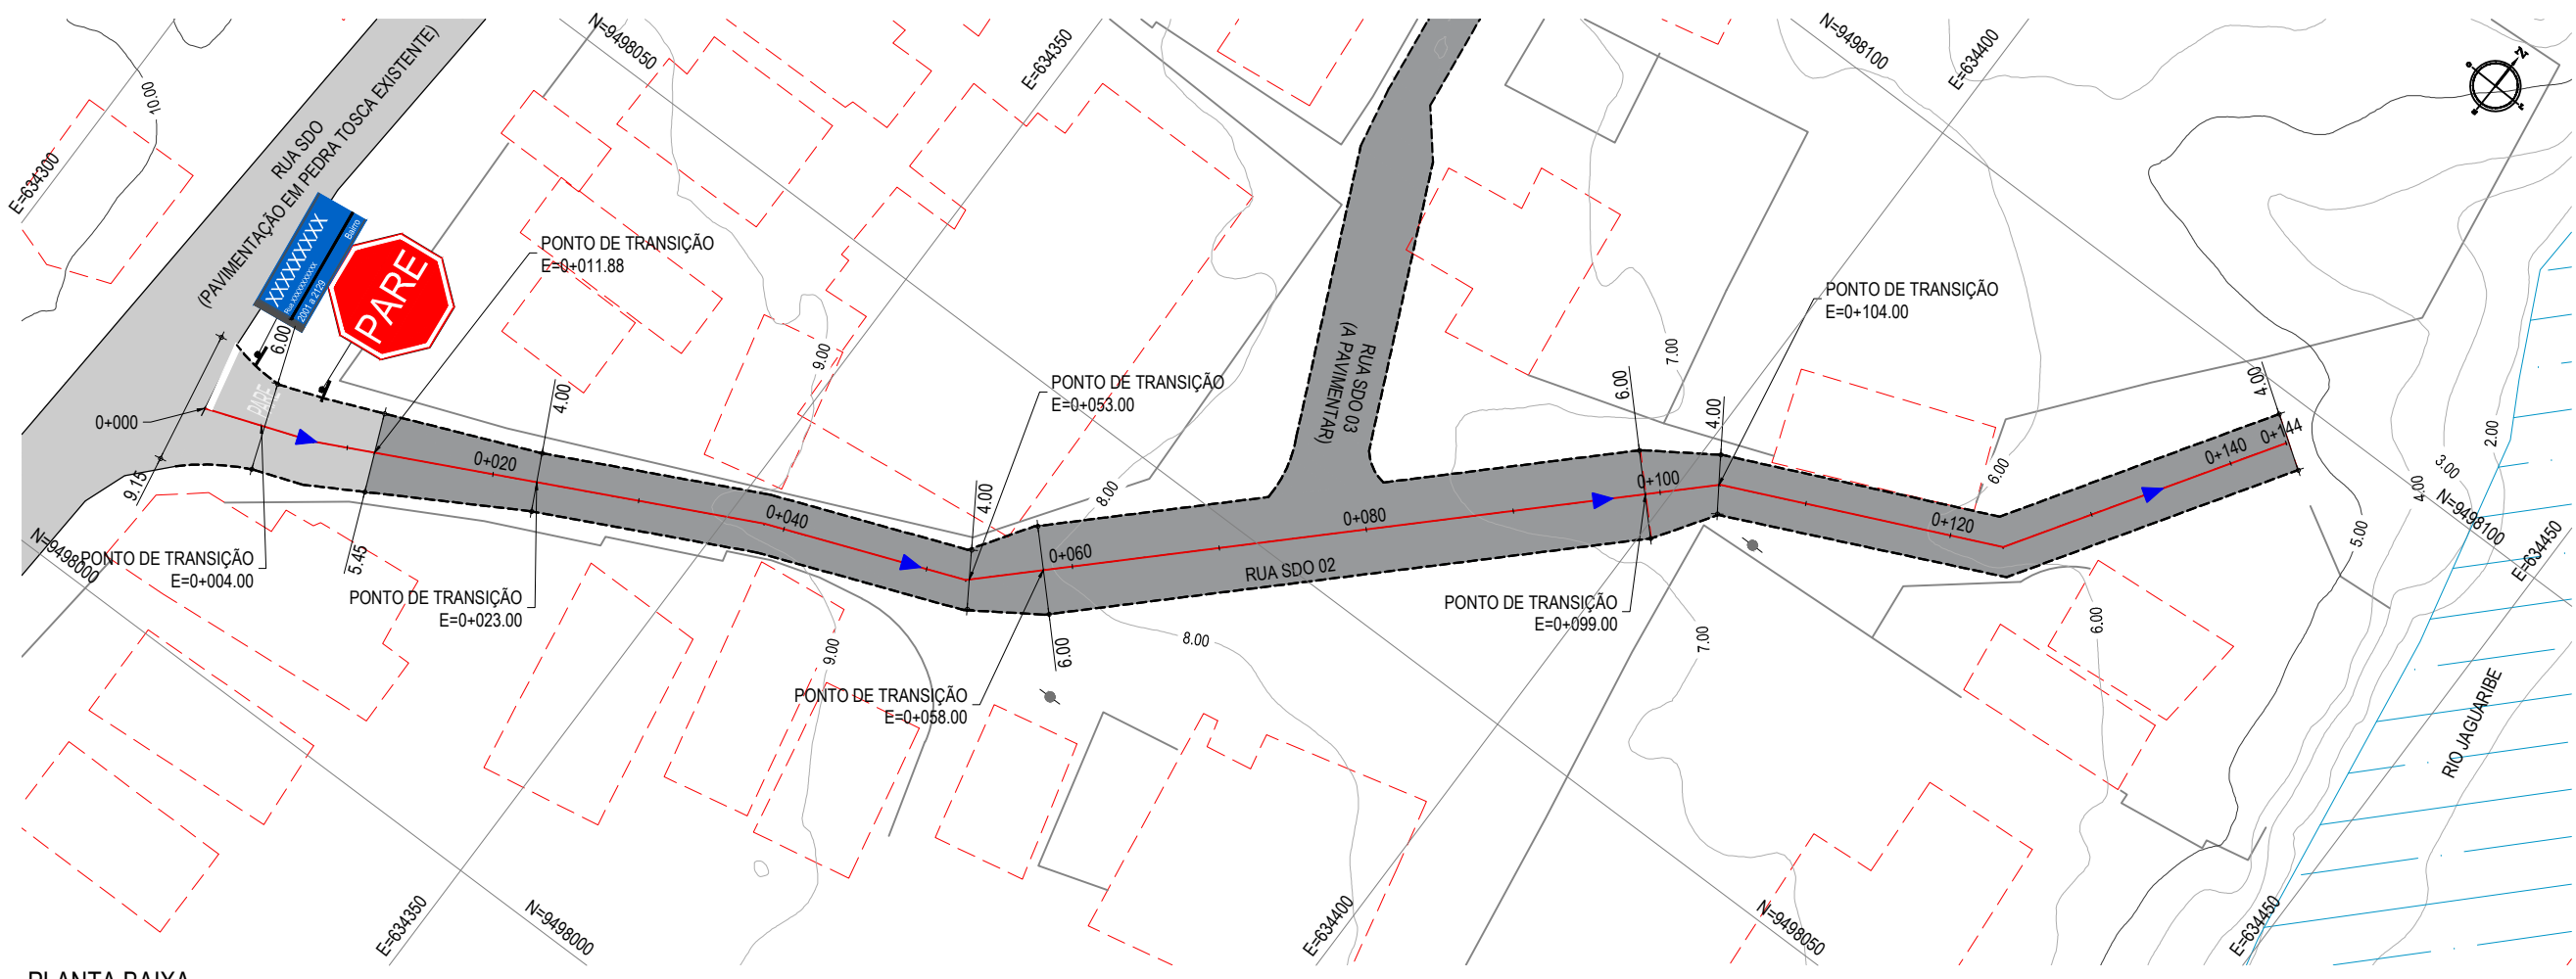 N=9498050
E=634350
N=9498100
E=634400
10.00
E=634300
RUA SDO
(PAVIMENTAÇÃO EM PEDRA TOSCA EXISTENTE)
XXXXXXXXX
Rua XXXXXXXXXX
Bairro
2001 a 2129
PARE
PONTO DE TRANSIÇÃO
E=0+011.88
6.00
PARE
0+000
9.15
4.00
9.00
PONTO DE TRANSIÇÃO
E=0+053.00
RUA SDO 03
(A PAVIMENTAR)
7.00
PONTO DE TRANSIÇÃO
E=0+104.00
6.00
4.00
4.00
0+144
0+140
6.00
2.00
3.00
4.00
N=9498100
5.00
E=634450
0+020
0+040
4.00
8.00
0+060
0+080
0+100
0+120
RUA SDO 02
N=9498000
PONTO DE TRANSIÇÃO
E=0+004.00
5.45
PONTO DE TRANSIÇÃO
E=0+023.00
PONTO DE TRANSIÇÃO
E=0+099.00
9.00
6.00
8.00
7.00
6.00
PONTO DE TRANSIÇÃO
E=0+058.00
RIO JAGUARIBE
E=634350
N=9498000
E=634400
N=9498050
E=634450
PLANTA BAIXA